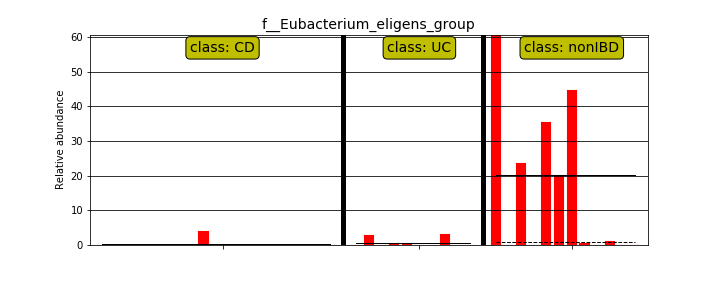 f__Eubacterium_eligens_group
class: CD
class: UC
class: nonIBD
Relative abundance
60
50
40
30
20
10
0